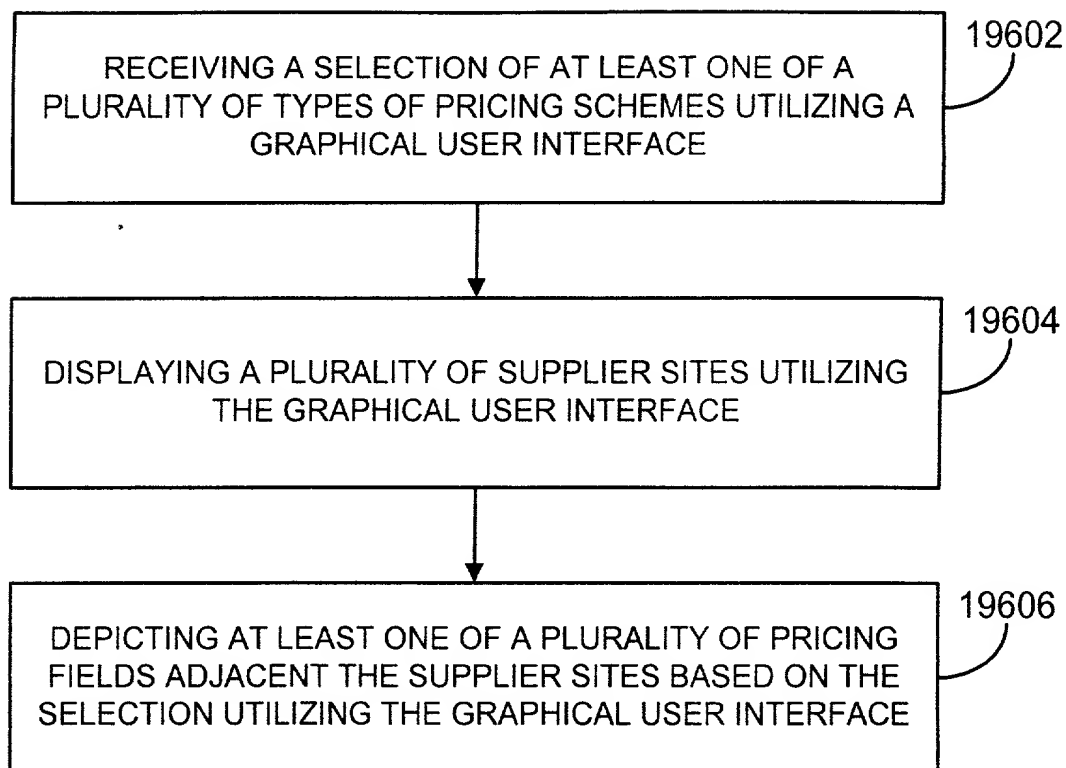 19602
RECEIVING A SELECTION OF AT LEAST ONE OF A
PLURALITY OF TYPES OF PRICING SCHEMES UTILIZING A
GRAPHICAL USER INTERFACE
19604
DISPLAYING A PLURALITY OF SUPPLIER SITES UTILIZING
THE GRAPHICAL USER INTERFACE
19606
DEPICTING AT LEAST ONE OF A PLURALITY OF PRICING
FIELDS ADJACENT THE SUPPLIER SITES BASED ON THE
SELECTION UTILIZING THE GRAPHICAL USER INTERFACE